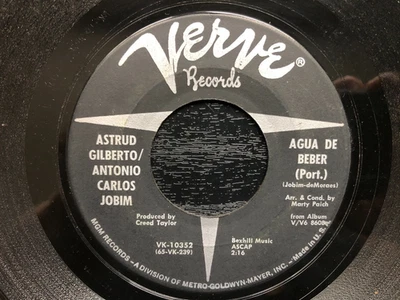 Verve®
Records
ASTRUD
GILBERTO/
ANTONIO
CARLOS
JOBIM
AGUA DE
BEBER
(Port.)
(Jobim-deMoraes)
Arr. & Cond. by
Marty Paich
from Album
V/V6 8608
Produced by
Creed Taylor
VK-10352
(65-VK-239)
Bexhill Music
ASCAP
2:16
MGM RECORDS - A DIVISION OF METRO-GOLDWYN-MAYER, INC. - Made in U.S.